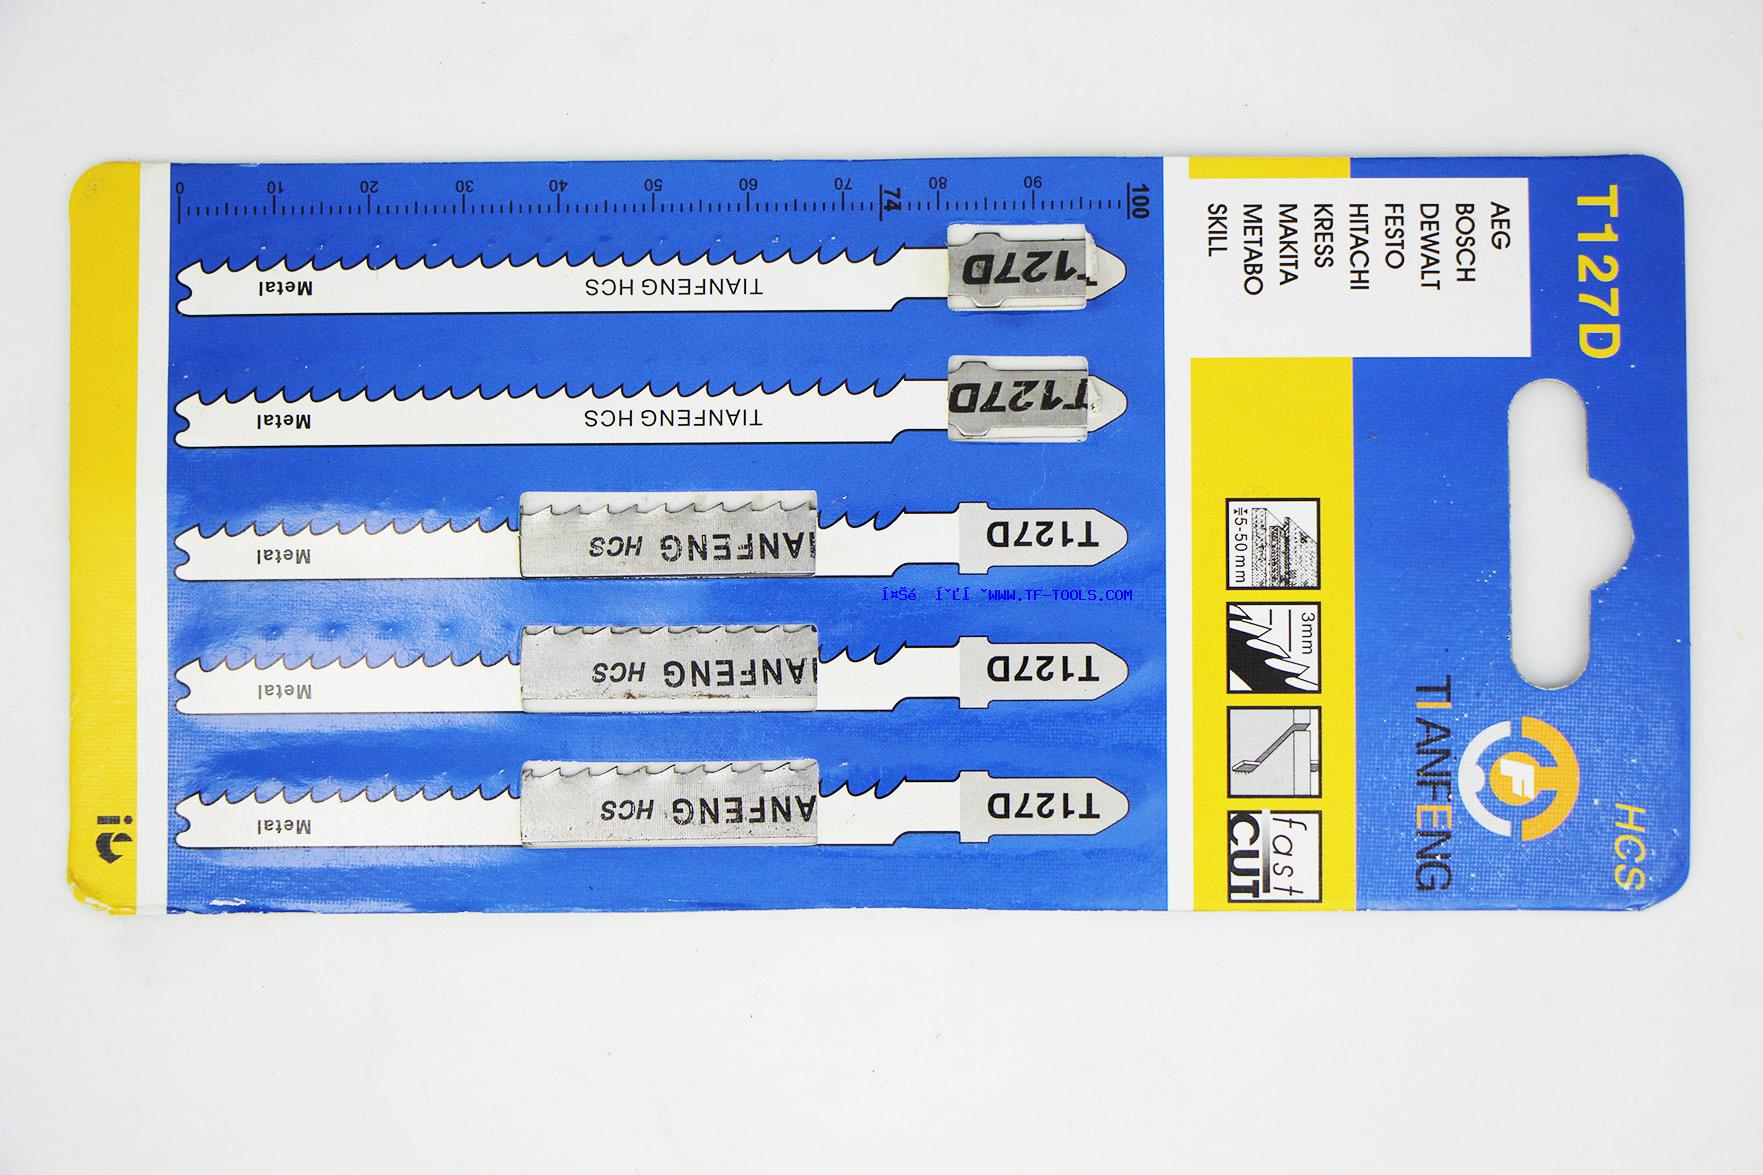 T127D
HCS
AEG
BOSCH
DEWALT
FESTO
HITACHI
KRESS
MAKITA
METABO
SKILL
TIANFENG
TF
5-50mm
3mm
fast
CUT
0 10 20 30 40 50 60 70 74 80 90 100
T127D
TIANFENG HCS
Metal
T127D
TIANFENG HCS
Metal
T127D
IANFENG HCS
Metal
T127D
IANFENG HCS
Metal
T127D
ANFENG HCS
Metal
WWW.TF-TOOLS.COM